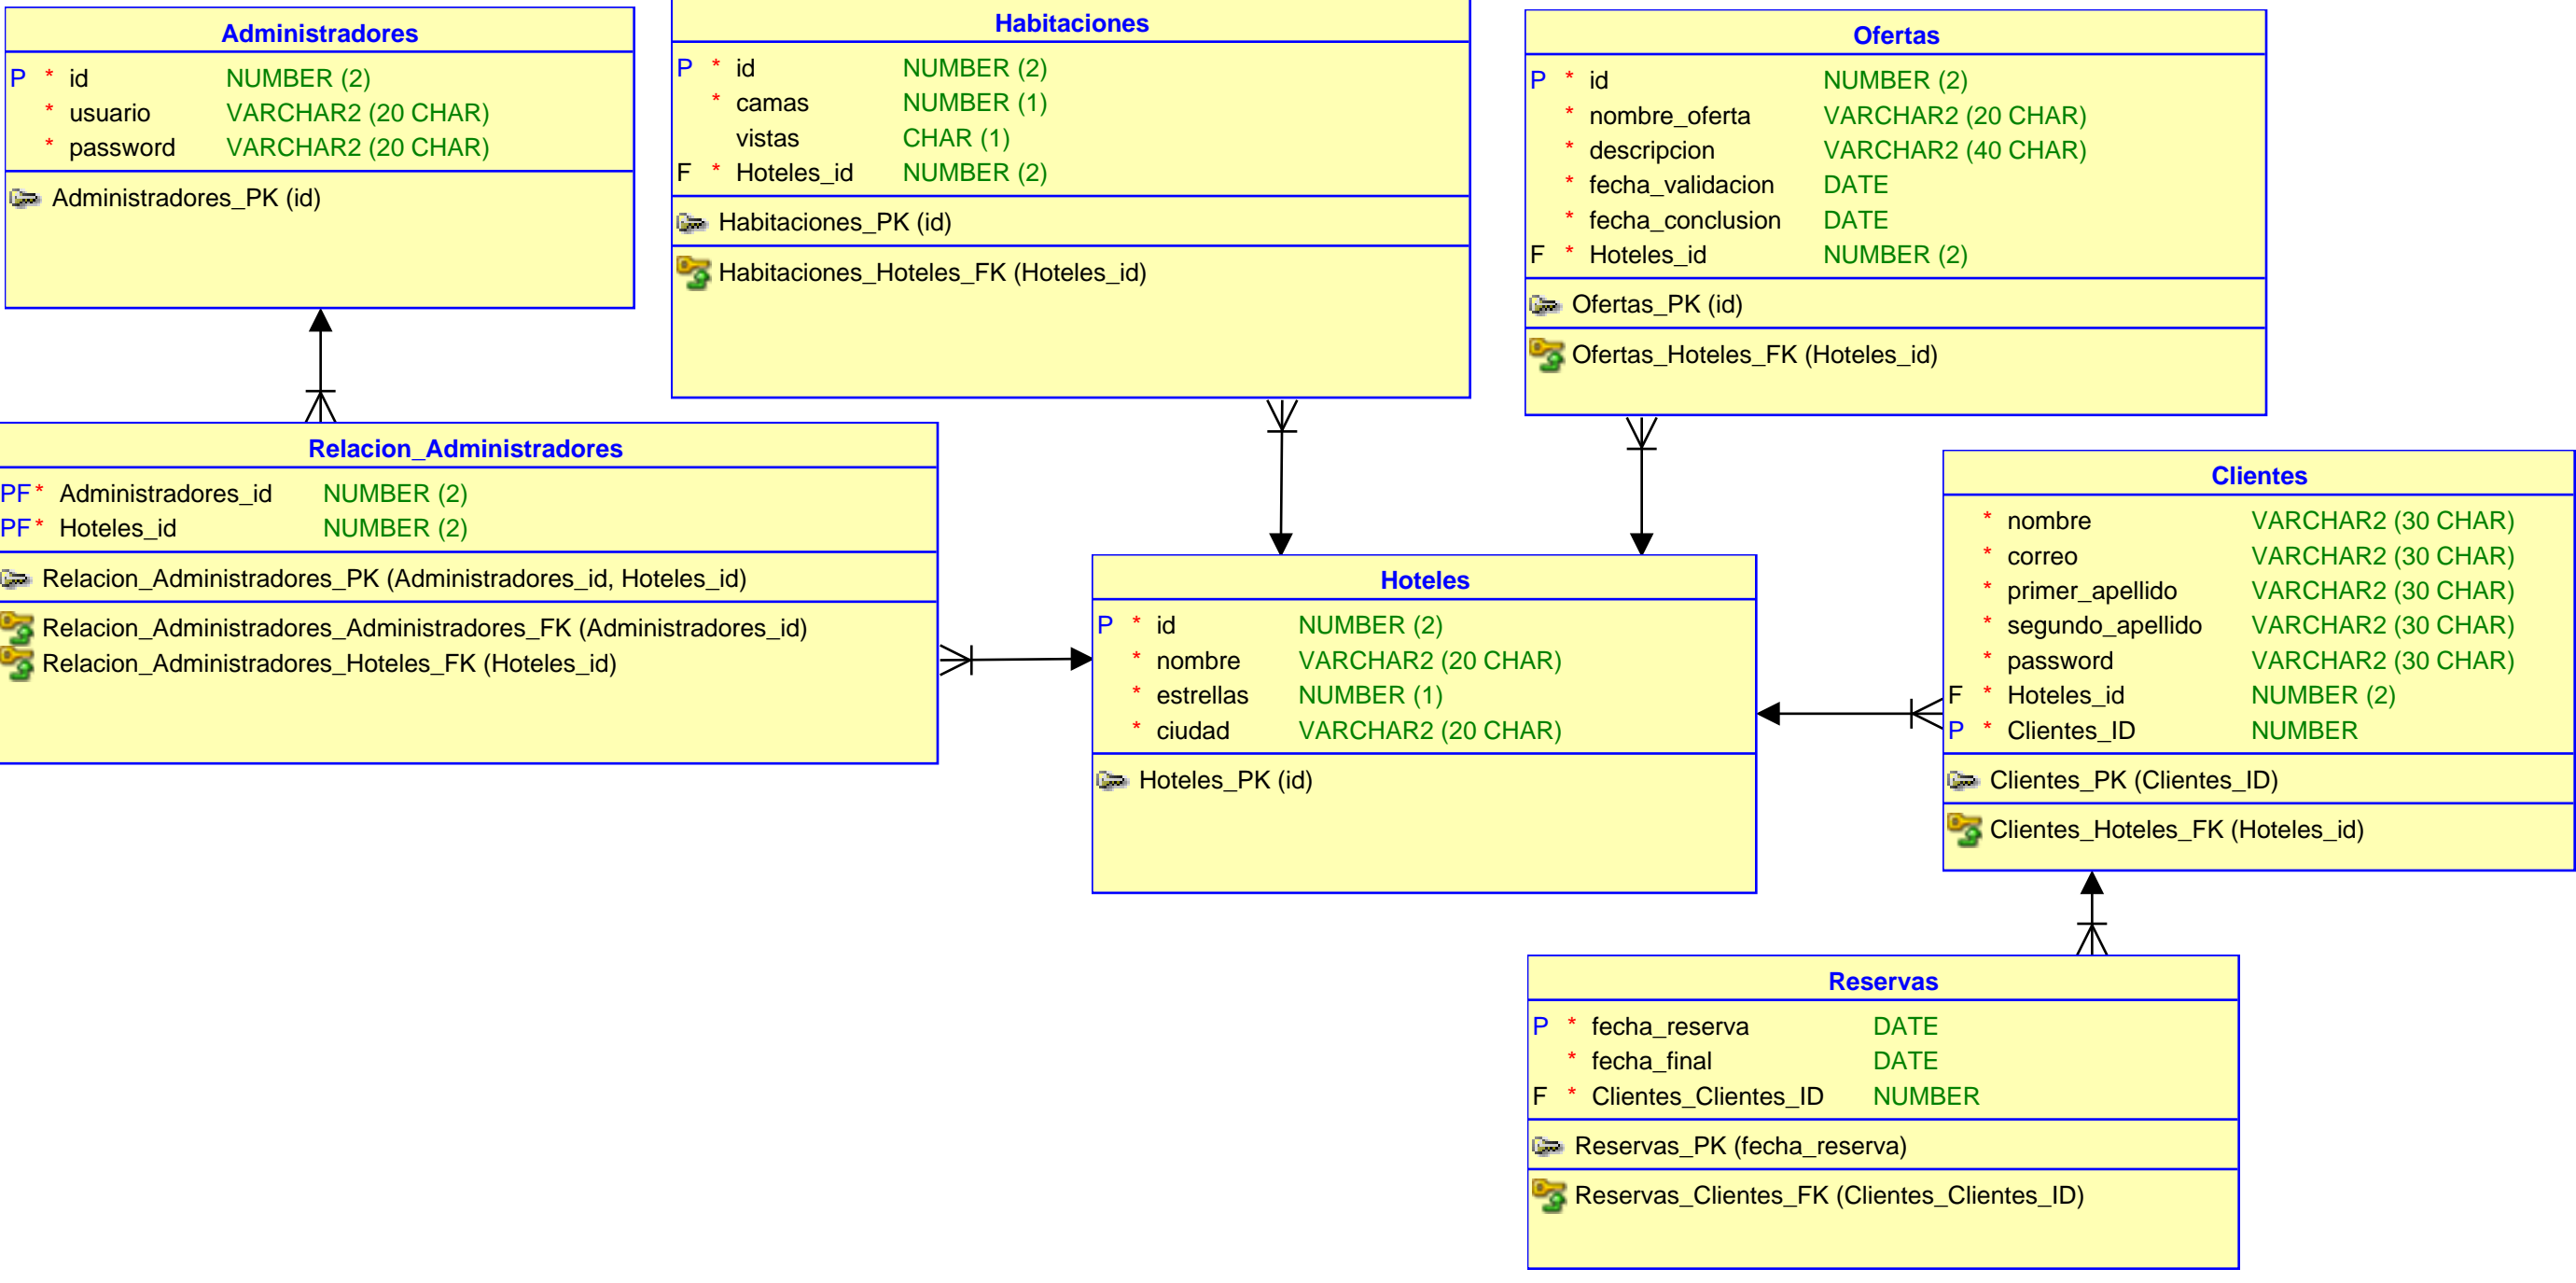 Administradores
P * id NUMBER (2)
* usuario VARCHAR2 (20 CHAR)
* password VARCHAR2 (20 CHAR)
Administradores_PK (id)
Habitaciones
P * id NUMBER (2)
* camas NUMBER (1)
vistas CHAR (1)
F * Hoteles_id NUMBER (2)
Habitaciones_PK (id)
Habitaciones_Hoteles_FK (Hoteles_id)
Ofertas
P * id NUMBER (2)
* nombre_oferta VARCHAR2 (20 CHAR)
* descripcion VARCHAR2 (40 CHAR)
* fecha_validacion DATE
* fecha_conclusion DATE
F * Hoteles_id NUMBER (2)
Ofertas_PK (id)
Ofertas_Hoteles_FK (Hoteles_id)
Relacion_Administradores
PF * Administradores_id NUMBER (2)
PF * Hoteles_id NUMBER (2)
Relacion_Administradores_PK (Administradores_id, Hoteles_id)
Relacion_Administradores_Administradores_FK (Administradores_id)
Relacion_Administradores_Hoteles_FK (Hoteles_id)
Hoteles
P * id NUMBER (2)
* nombre VARCHAR2 (20 CHAR)
* estrellas NUMBER (1)
* ciudad VARCHAR2 (20 CHAR)
Hoteles_PK (id)
Clientes
* nombre VARCHAR2 (30 CHAR)
* correo VARCHAR2 (30 CHAR)
* primer_apellido VARCHAR2 (30 CHAR)
* segundo_apellido VARCHAR2 (30 CHAR)
* password VARCHAR2 (30 CHAR)
F * Hoteles_id NUMBER (2)
P * Clientes_ID NUMBER
Clientes_PK (Clientes_ID)
Clientes_Hoteles_FK (Hoteles_id)
Reservas
P * fecha_reserva DATE
* fecha_final DATE
F * Clientes_Clientes_ID NUMBER
Reservas_PK (fecha_reserva)
Reservas_Clientes_FK (Clientes_Clientes_ID)